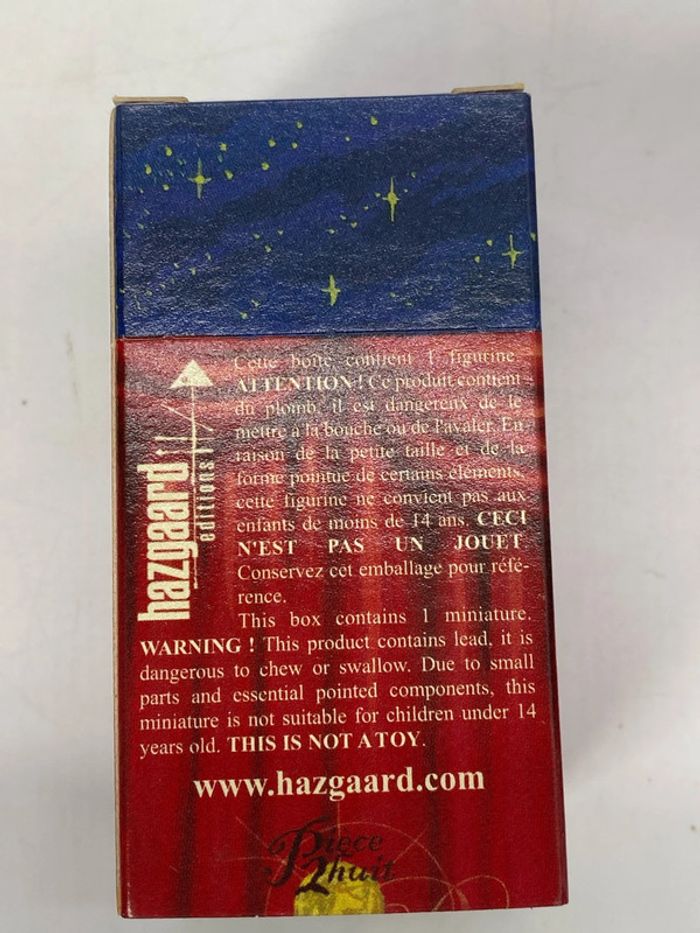 Cette boîte contient 1 figurine.
ATTENTION ! Ce produit contient
du plomb, il est dangereux de le
mettre à la bouche ou de l'avaler. En
raison de la petite taille et de la
forme pointue de certains éléments,
cette figurine ne convient pas aux
enfants de moins de 14 ans. CECI
N'EST PAS UN JOUET
Conservez cet emballage pour réfé-
rence.
hazgaard
editions
This box contains 1 miniature.
WARNING ! This product contains lead, it is
dangerous to chew or swallow. Due to small
parts and essential pointed components, this
miniature is not suitable for children under 14
years old. THIS IS NOT A TOY.
www.hazgaard.com
Piece
2huit